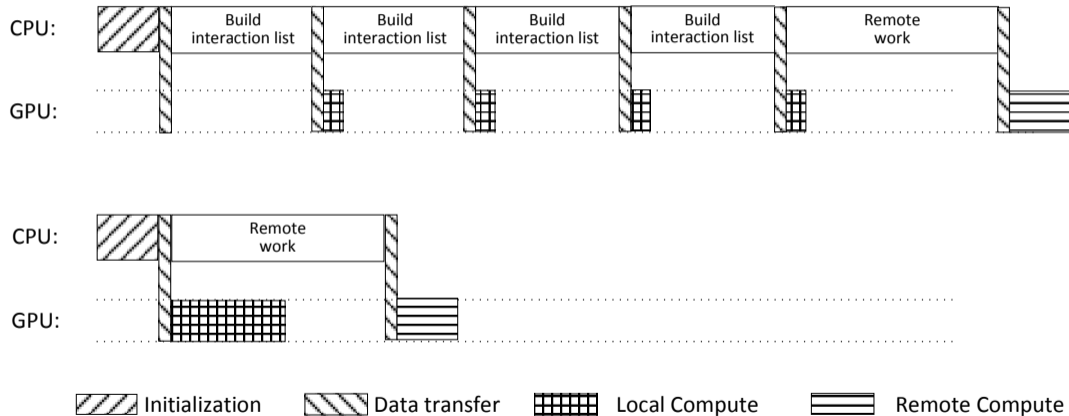 CPU:
Build
interaction list
Build
interaction list
Build
interaction list
Build
interaction list
Remote
work
GPU:
CPU:
Remote
work
GPU:
Initialization
Data transfer
Local Compute
Remote Compute